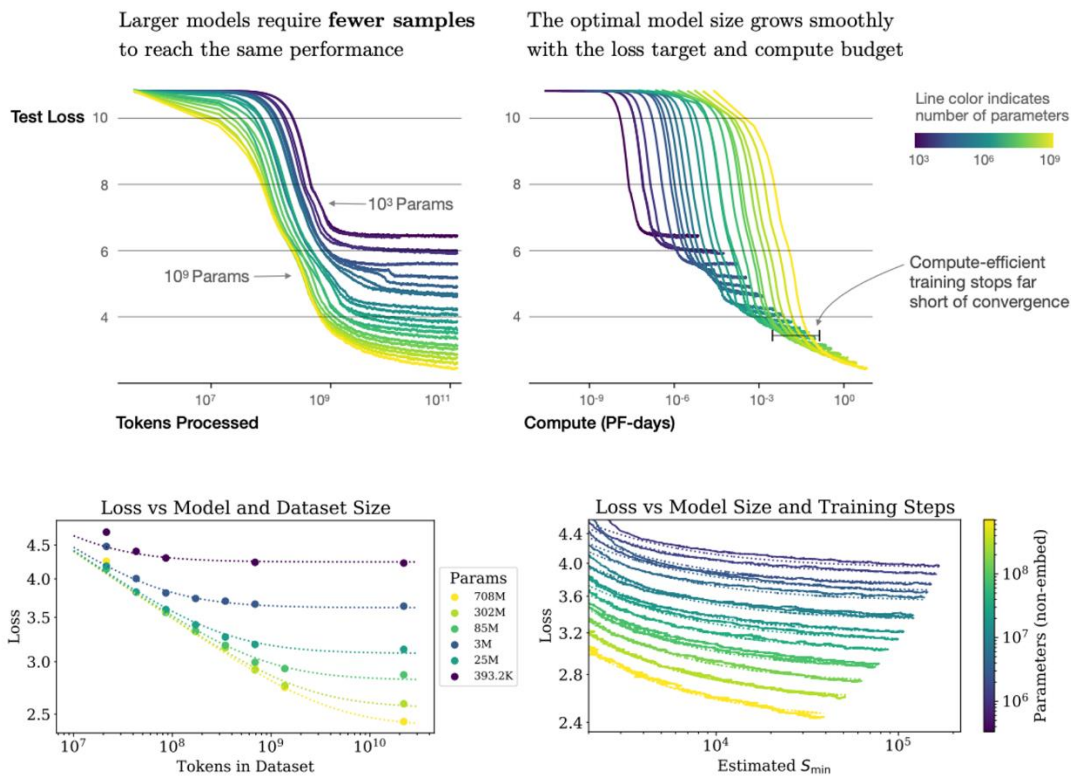 Larger models require fewer samples
to reach the same performance
The optimal model size grows smoothly
with the loss target and compute budget
Test Loss
10
8
6
4
10³ Params
10⁹ Params
10⁷
10⁹
10¹¹
Tokens Processed
10
8
6
4
Line color indicates
number of parameters
10³
10⁶
10⁹
Compute-efficient
training stops far
short of convergence
10⁻⁹
10⁻⁶
10⁻³
10⁰
Compute (PF-days)
Loss vs Model and Dataset Size
Loss
4.5
4.0
3.5
3.0
2.5
10⁷
10⁸
10⁹
10¹⁰
Tokens in Dataset
Params
708M
302M
85M
3M
25M
393.2K
Loss vs Model Size and Training Steps
Loss
4.4
4.0
3.6
3.2
2.8
2.4
10⁴
10⁵
Estimated Smin
10⁸
10⁷
10⁶
Parameters (non-embed)